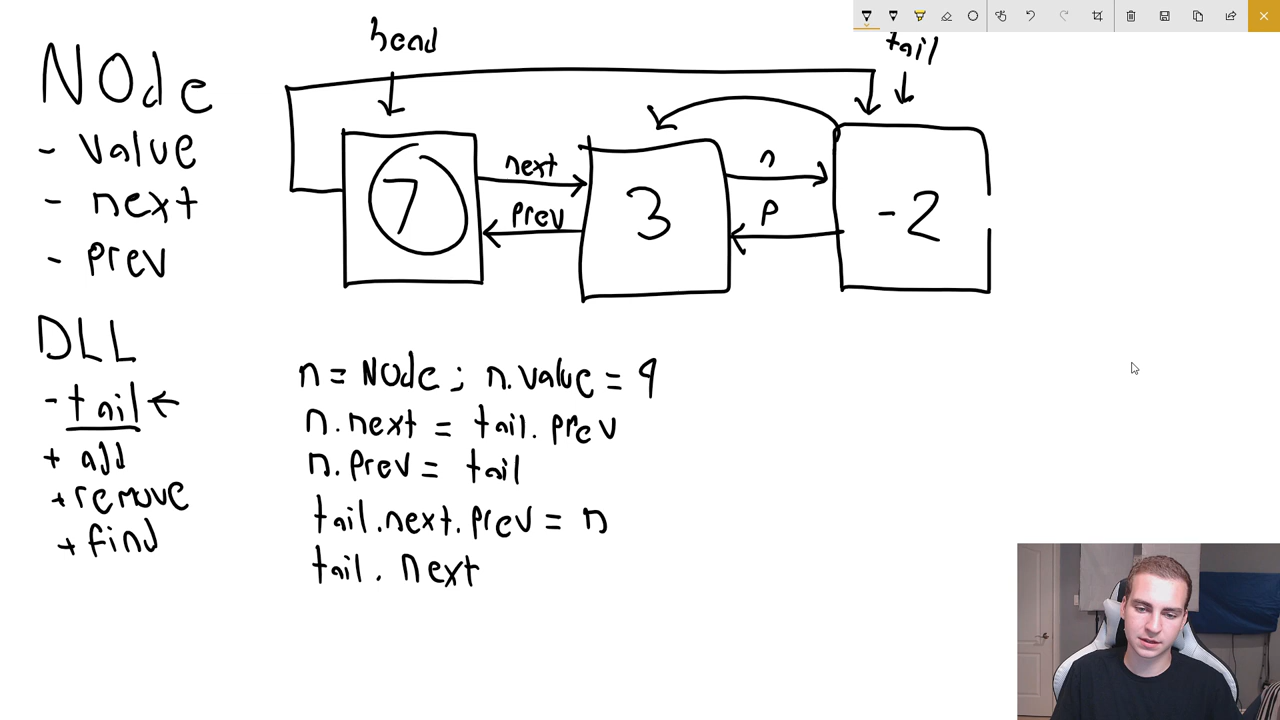 head
tail
Node
- value
- next
- prev
7
next
prev
3
n
p
-2
DLL
- tail ←
+ add
+ remove
+ find
n = Node ; n.value = 9
n.next = tail.prev
n.prev = tail
tail.next.prev = n
tail.next